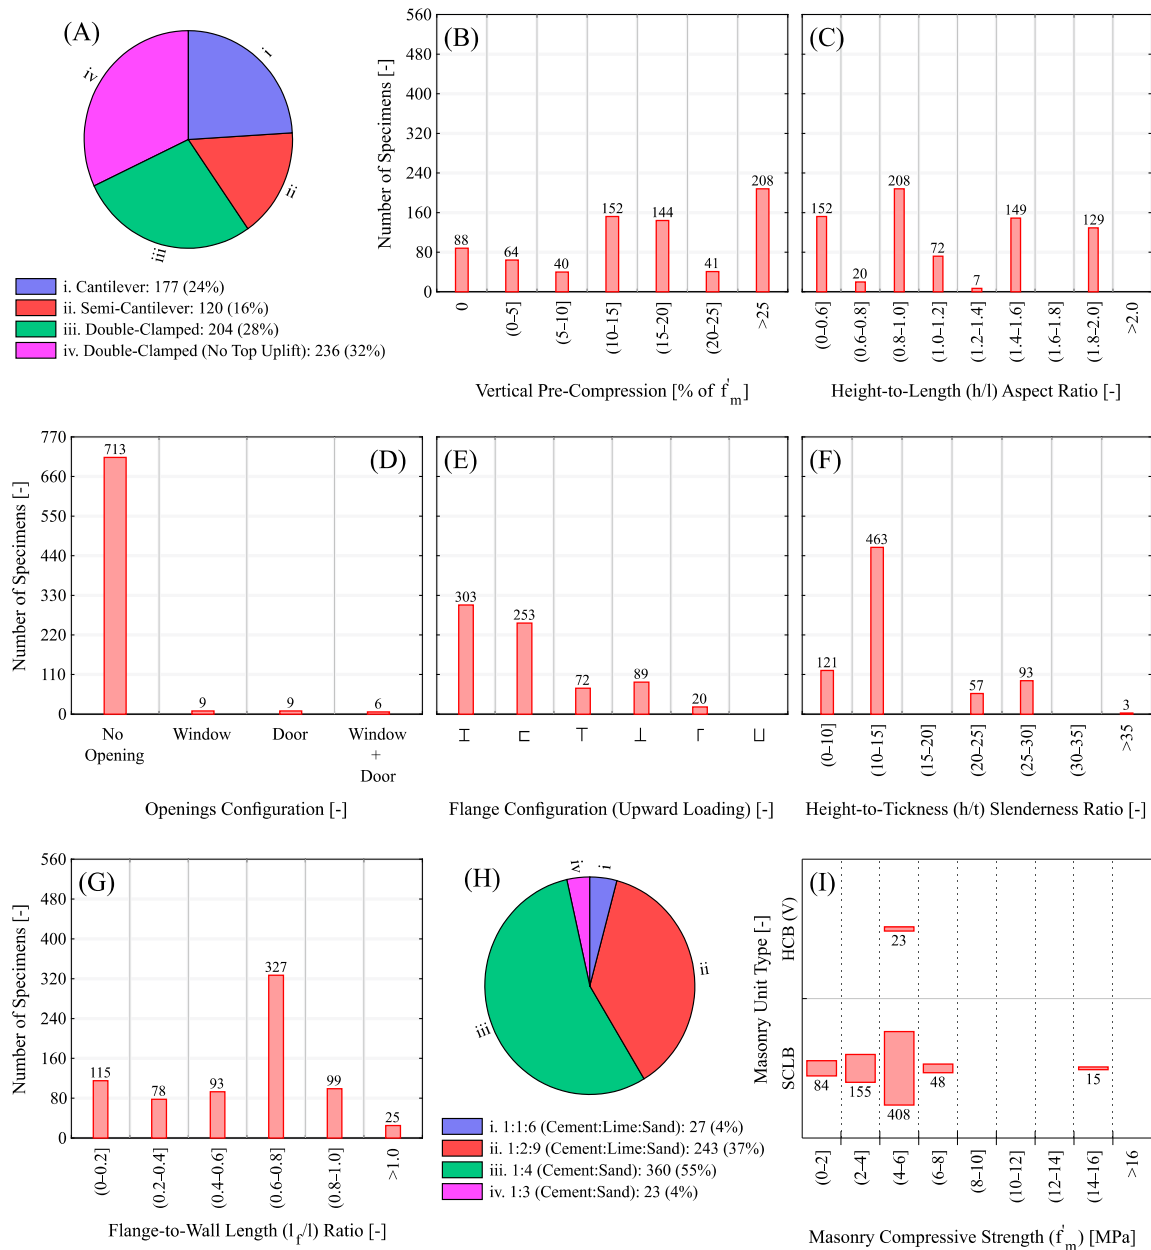 (A)
i
ii
iii
iv
i. Cantilever: 177 (24%)
ii. Semi-Cantilever: 120 (16%)
iii. Double-Clamped: 204 (28%)
iv. Double-Clamped (No Top Uplift): 236 (32%)
(B)
Number of Specimens [-]
560
480
400
320
240
160
80
0
88
64
40
152
144
41
208
0
(0–5]
(5–10]
(10–15]
(15–20]
(20–25]
>25
Vertical Pre-Compression [% of f'm]
(C)
152
20
208
72
7
149
129
(0–0.6]
(0.6–0.8]
(0.8–1.0]
(1.0–1.2]
(1.2–1.4]
(1.4–1.6]
(1.6–1.8]
(1.8–2.0]
>2.0
Height-to-Length (h/l) Aspect Ratio [-]
(D)
Number of Specimens [-]
770
660
550
440
330
220
110
0
713
9
9
6
No
Opening
Window
Door
Window
+
Door
Openings Configuration [-]
(E)
303
253
72
89
20
Flange Configuration (Upward Loading) [-]
(F)
121
463
57
93
3
(0–10]
(10–15]
(15–20]
(20–25]
(25–30]
(30–35]
>35
Height-to-Tickness (h/t) Slenderness Ratio [-]
(G)
Number of Specimens [-]
560
480
400
320
240
160
80
0
115
78
93
327
99
25
(0–0.2]
(0.2–0.4]
(0.4–0.6]
(0.6–0.8]
(0.8–1.0]
>1.0
Flange-to-Wall Length (lf/l) Ratio [-]
(H)
i
ii
iii
iv
i. 1:1:6 (Cement:Lime:Sand) 27 (4%)
ii. 1:2:9 (Cement:Lime:Sand): 243 (37%)
iii. 1:4 (Cement:Sand): 360 (55%)
iv. 1:3 (Cement:Sand): 23 (4%)
(I)
Masonry Unit Type [-]
HCB (V)
SCLB
23
84
155
408
48
15
(0–2]
(2–4]
(4–6]
(6–8]
(8–10]
(10–12]
(12–14]
(14–16]
>16
Masonry Compressive Strength (f'm) [MPa]